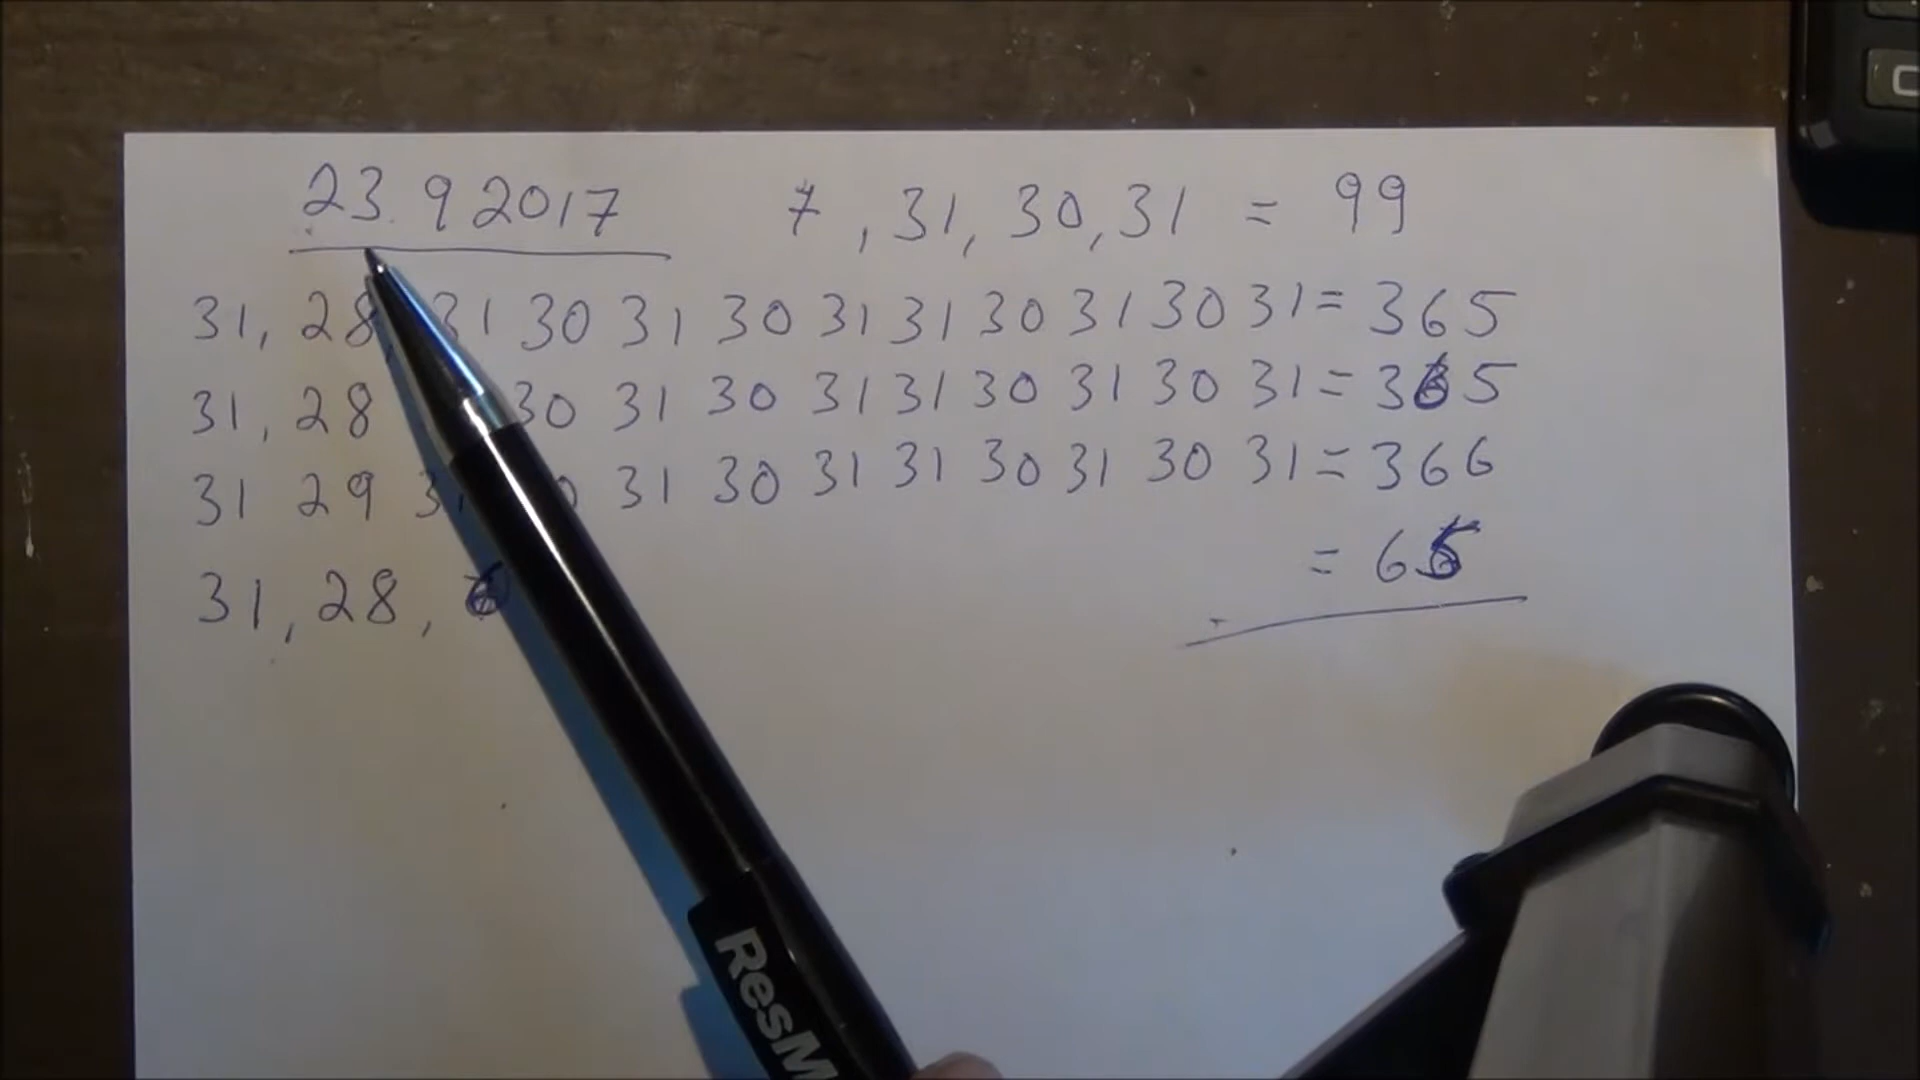 23.9 2017
7, 31, 30, 31 = 99
31, 28, 31 30 31 30 31 31 30 31 30 31 = 365
31, 28 30 31 30 31 31 30 31 30 31 = 365
31 29 31 31 30 31 31 30 31 30 31 = 366
= 65
31, 28, 6
ResM
C